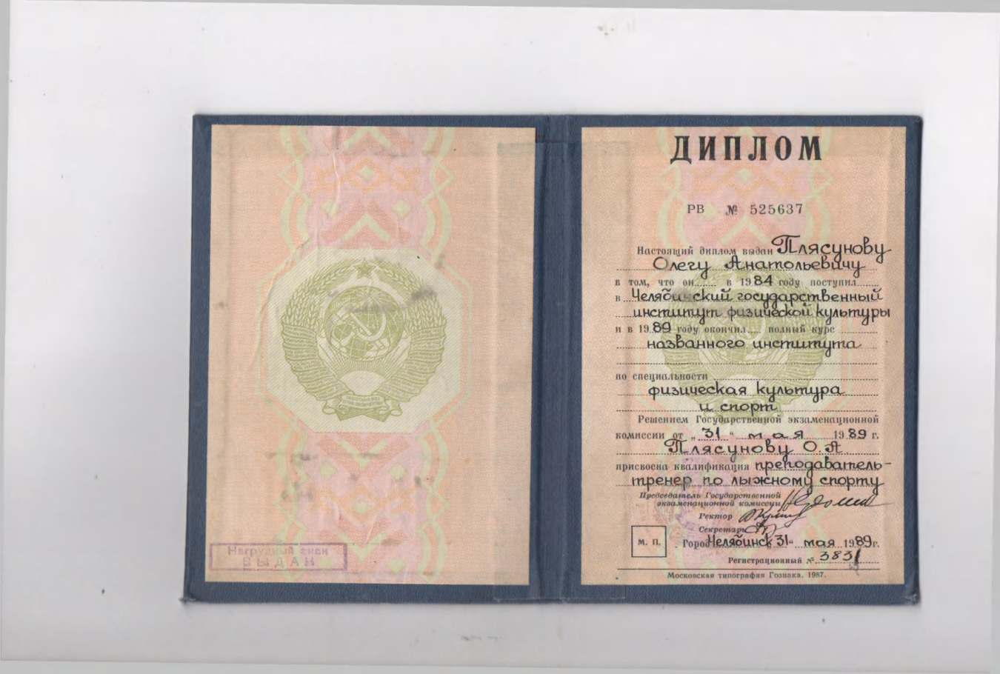 Нагрудный знак
ВЫДАН
ДИПЛОМ
РВ № 525637
Настоящий диплом выдан Плясунову
Олегу Анатольевичу
в том, что он в 1984 году поступил
в Челябинский государственный
институт физической культуры
и в 1989 году окончил полный курс
названного института
по специальности
физическая культура
и спорт
Решением Государственной экзаменационной
комиссии от „31“ мая 1989 г.
Плясунову О.А
присвоена квалификация преподаватель-
тренер по лыжному спорту
Председатель Государственной
экзаменационной комиссии
Ректор
Секретарь
М. П.
Город Челябинск 31“ мая 1989г.
Регистрационный № 3831
Московская типография Гознака. 1987.